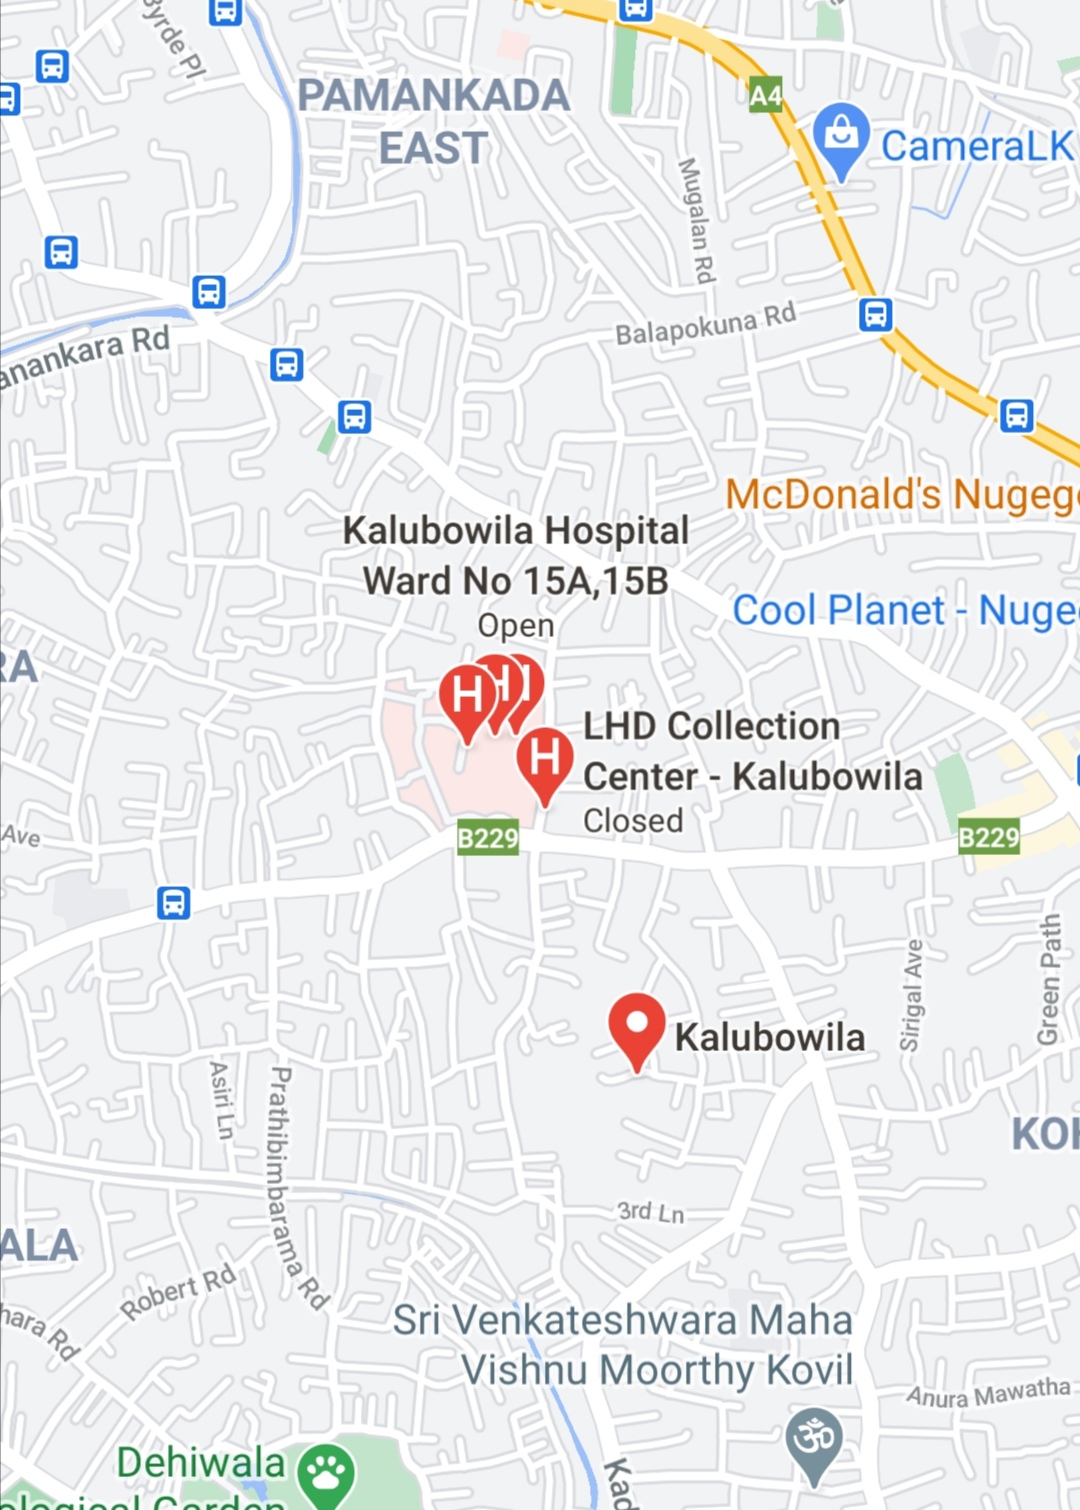 Byrde Pl
PAMANKADA
EAST
A4
CameraLK
Mugalan Rd
Balapokuna Rd
anankara Rd
McDonald's Nugeg
Kalubowila Hospital
Ward No 15A,15B
Open
Cool Planet - Nuge
RA
H
H
LHD Collection
H
Center - Kalubowila
Closed
Ave
B229
B229
Sirigal Ave
Green Path
Kalubowila
Asiri Ln
Prathibimbarama Rd
KOH
3rd Ln
ALA
Robert Rd
hara Rd
Sri Venkateshwara Maha
Vishnu Moorthy Kovil
Anura Mawatha
ॐ
Dehiwala
ological Garden
Kad